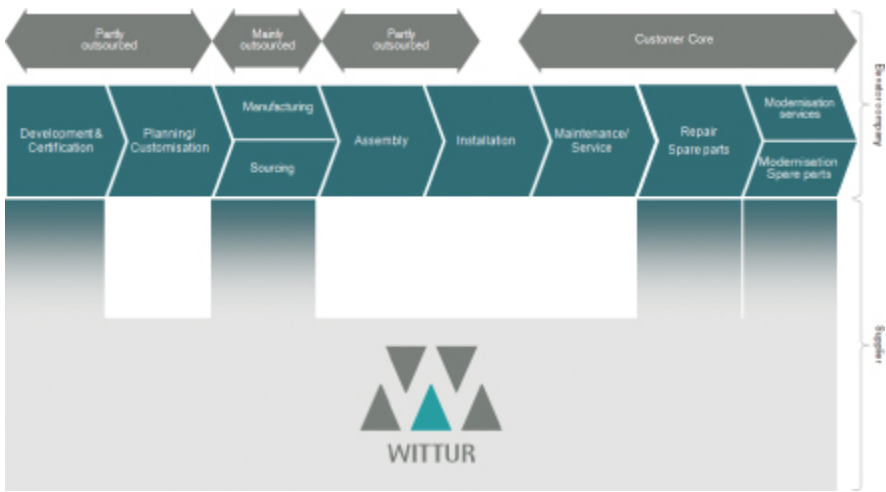 Partly
outsourced
Mainly
outsourced
Partly
outsourced
Customer Core
Development &
Certification
Planning/
Customisation
Manufacturing
Sourcing
Assembly
Installation
Maintenance/
Service
Repair
Spare parts
Modernisation
services
Modernisation
Spare parts
Elevator company
Supplier
WITTUR